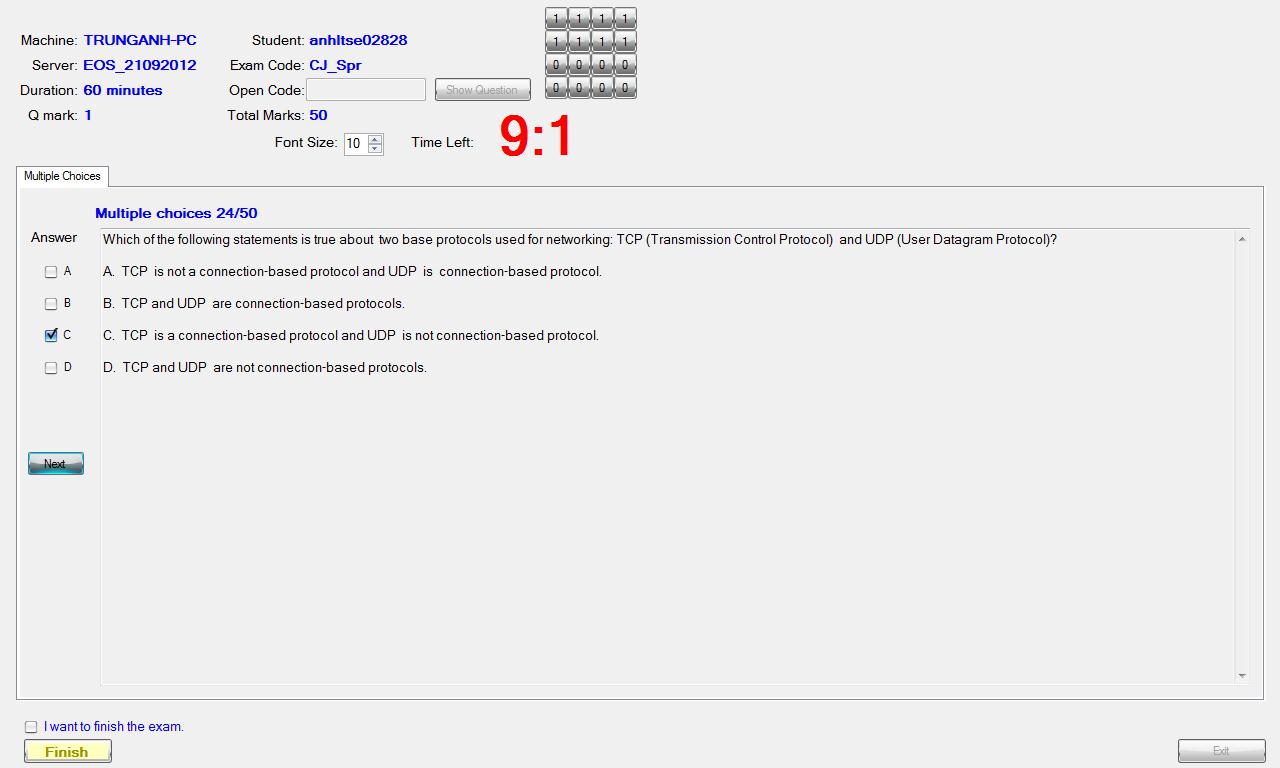 1 1 1 1
Machine: TRUNGANH-PC Student: anhltse02828
1 1 1 1
Server: EOS_21092012 Exam Code: CJ_Spr
0 0 0 0
Duration: 60 minutes Open Code: Show Question
0 0 0 0
Q mark: 1 Total Marks: 50
Font Size: 10 Time Left: 9:1
Multiple Choices
Multiple choices 24/50
Answer
Which of the following statements is true about two base protocols used for networking: TCP (Transmission Control Protocol) and UDP (User Datagram Protocol)?
A A. TCP is not a connection-based protocol and UDP is connection-based protocol.
B B. TCP and UDP are connection-based protocols.
C C. TCP is a connection-based protocol and UDP is not connection-based protocol.
D D. TCP and UDP are not connection-based protocols.
Next
I want to finish the exam.
Finish
Exit